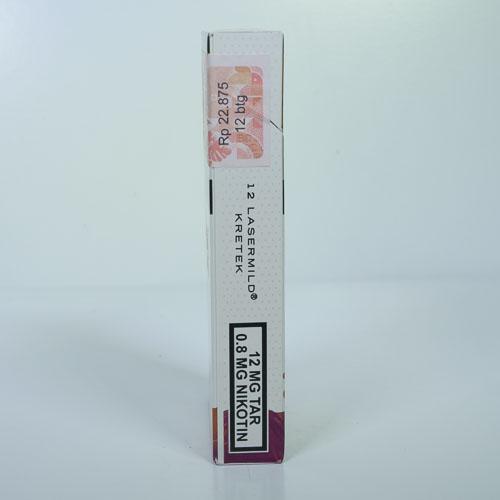 Rp 22.875
12 btg
12 LASERMILD®
KRETEK
12 MG TAR
0.8 MG NIKOTIN